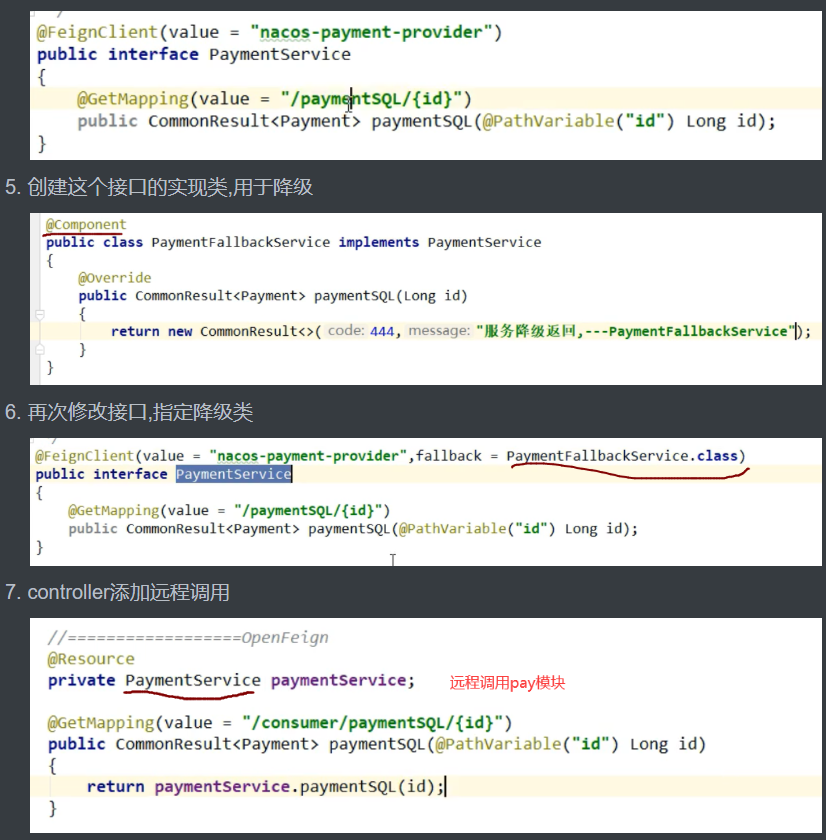 @FeignClient(value = "nacos-payment-provider")
public interface PaymentService
{
@GetMapping(value = "/paymentSQL/{id}")
public CommonResult<Payment> paymentSQL(@PathVariable("id") Long id);
}
5. 创建这个接口的实现类,用于降级
@Component
public class PaymentFallbackService implements PaymentService
{
@Override
public CommonResult<Payment> paymentSQL(Long id)
{
return new CommonResult<>( code: 444, message: "服务降级返回,---PaymentFallbackService");
}
}
6. 再次修改接口,指定降级类
@FeignClient(value = "nacos-payment-provider",fallback = PaymentFallbackService.class)
public interface PaymentService
{
@GetMapping(value = "/paymentSQL/{id}")
public CommonResult<Payment> paymentSQL(@PathVariable("id") Long id);
}
7. controller添加远程调用
//==================OpenFeign
@Resource
private PaymentService paymentService; 远程调用pay模块
@GetMapping(value = "/consumer/paymentSQL/{id}")
public CommonResult<Payment> paymentSQL(@PathVariable("id") Long id)
{
return paymentService.paymentSQL(id);
}